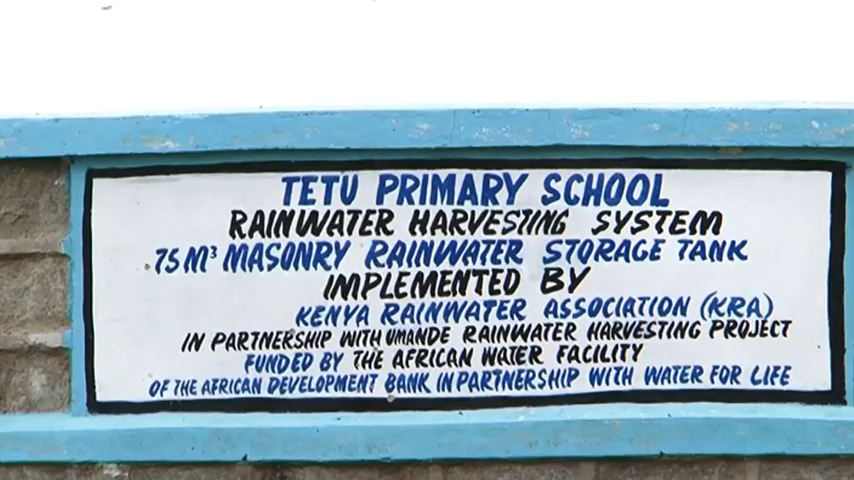 TETU PRIMARY SCHOOL
RAINWATER HARVESTING SYSTEM
75M³ MASONRY RAINWATER STORAGE TANK
IMPLEMENTED BY
KENYA RAINWATER ASSOCIATION (KRA)
IN PARTNERSHIP WITH UMANDE RAINWATER HARVESTING PROJECT
FUNDED BY THE AFRICAN WATER FACILITY
OF THE AFRICAN DEVELOPMENT BANK IN PARTNERSHIP WITH WATER FOR LIFE